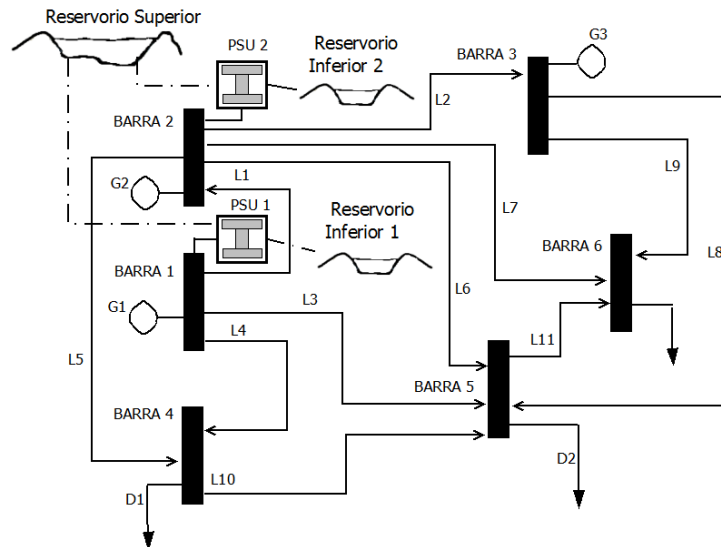 Reservorio Superior
PSU 2
Reservorio
Inferior 2
BARRA 3
G3
L2
BARRA 2
L1
L9
G2
PSU 1
Reservorio
Inferior 1
L7
BARRA 6
BARRA 1
L8
G1
L3
L6
L4
L11
L5
BARRA 5
BARRA 4
D2
L10
D1